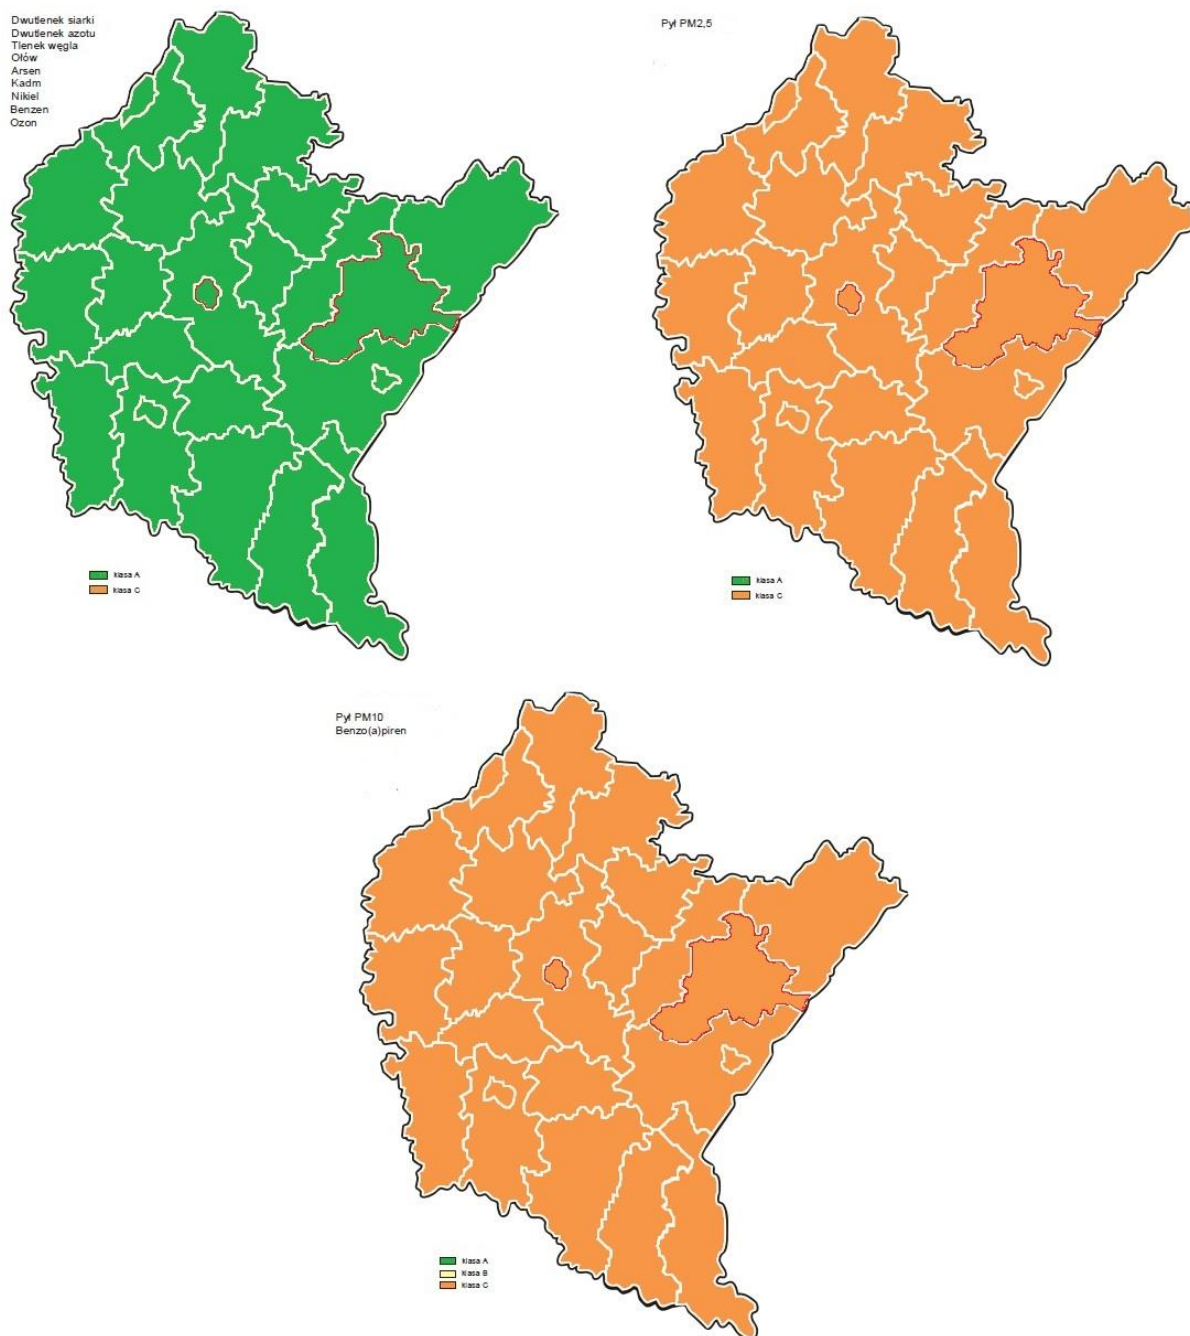 Dwutlenek siarki
Dwutlenek azotu
Tlenek węgla
Ołów
Arsen
Kadm
Nikiel
Benzen
Ozon
klasa A
klasa C
Pył PM2,5
klasa A
klasa C
Pył PM10
Benzo(a)piren
klasa A
klasa B
klasa C